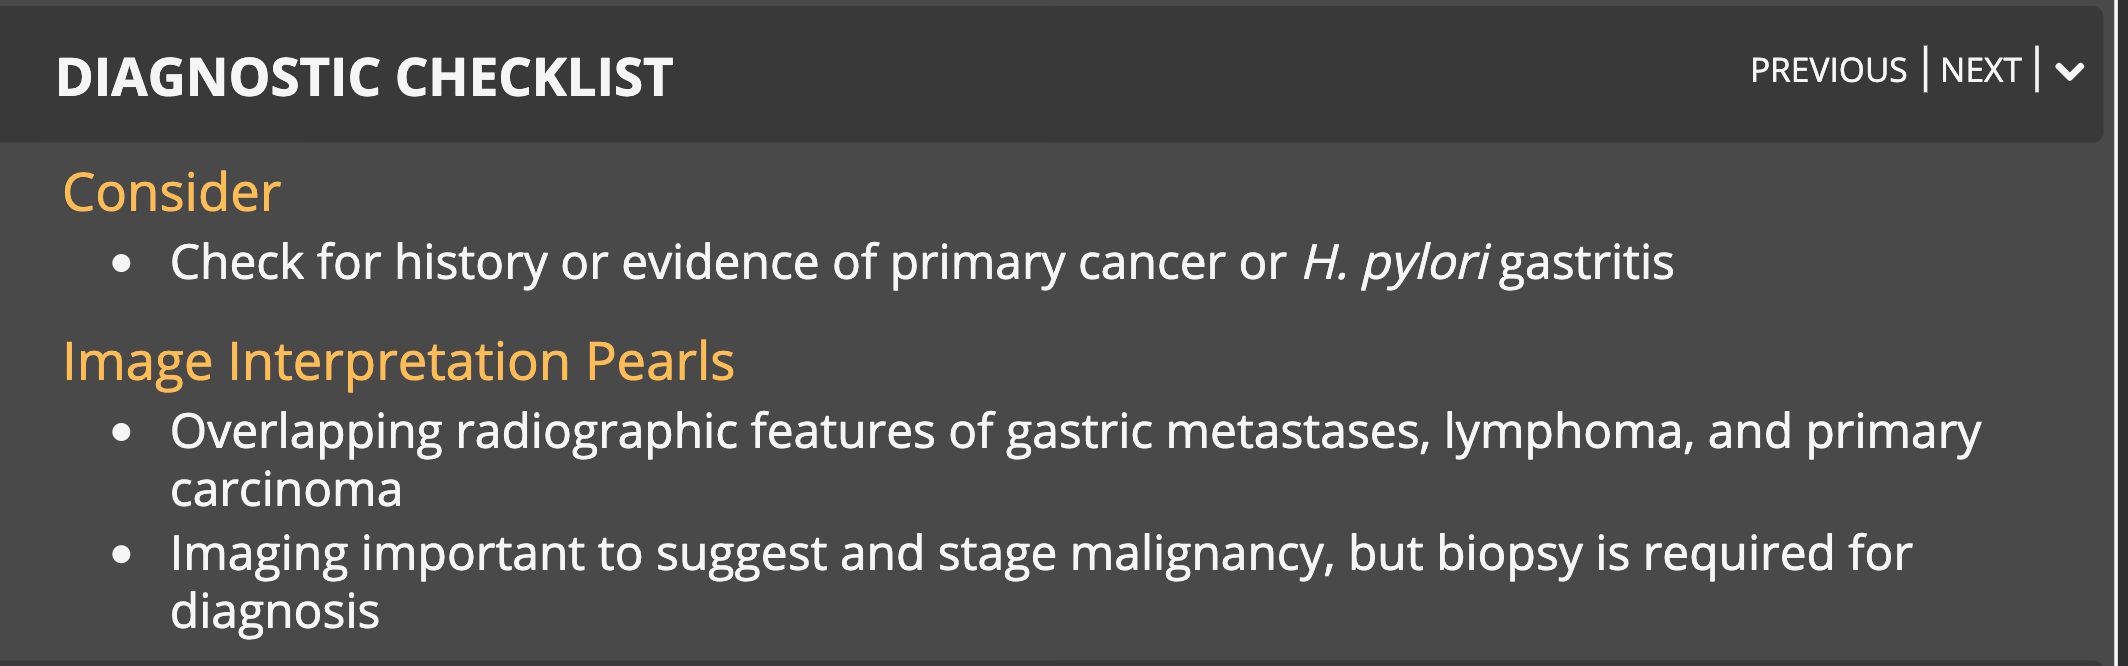 DIAGNOSTIC CHECKLIST
PREVIOUS | NEXT |
Consider
• Check for history or evidence of primary cancer or H. pylori gastritis
Image Interpretation Pearls
• Overlapping radiographic features of gastric metastases, lymphoma, and primary
carcinoma
• Imaging important to suggest and stage malignancy, but biopsy is required for
diagnosis